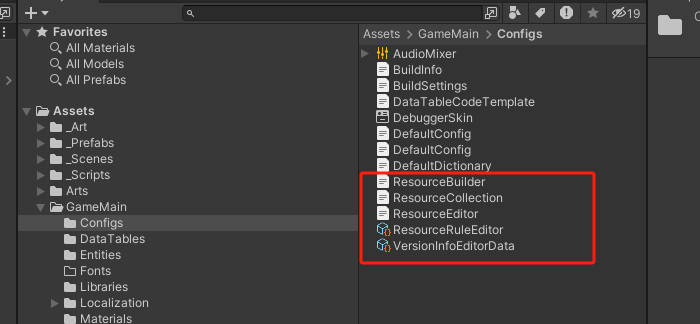 19
Favorites
All Materials
All Models
All Prefabs
Assets
_Art
_Prefabs
_Scenes
_Scripts
Arts
GameMain
Configs
DataTables
Entities
Fonts
Libraries
Localization
Materials
Assets > GameMain > Configs
AudioMixer
BuildInfo
BuildSettings
DataTableCodeTemplate
DebuggerSkin
DefaultConfig
DefaultConfig
DefaultDictionary
ResourceBuilder
ResourceCollection
ResourceEditor
ResourceRuleEditor
VersionInfoEditorData